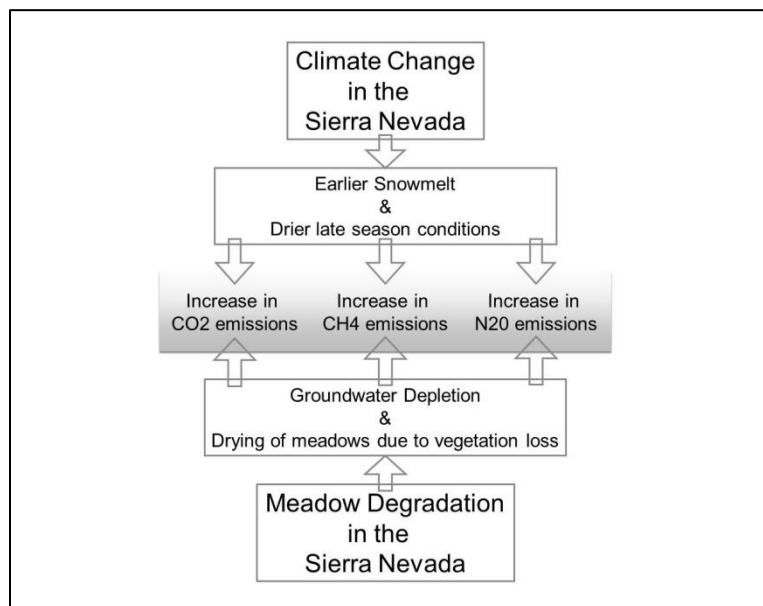 Climate Change
in the
Sierra Nevada
Earlier Snowmelt
&
Drier late season conditions
Increase in
CO2 emissions
Increase in
CH4 emissions
Increase in
N20 emissions
Groundwater Depletion
&
Drying of meadows due to vegetation loss
Meadow Degradation
in the
Sierra Nevada